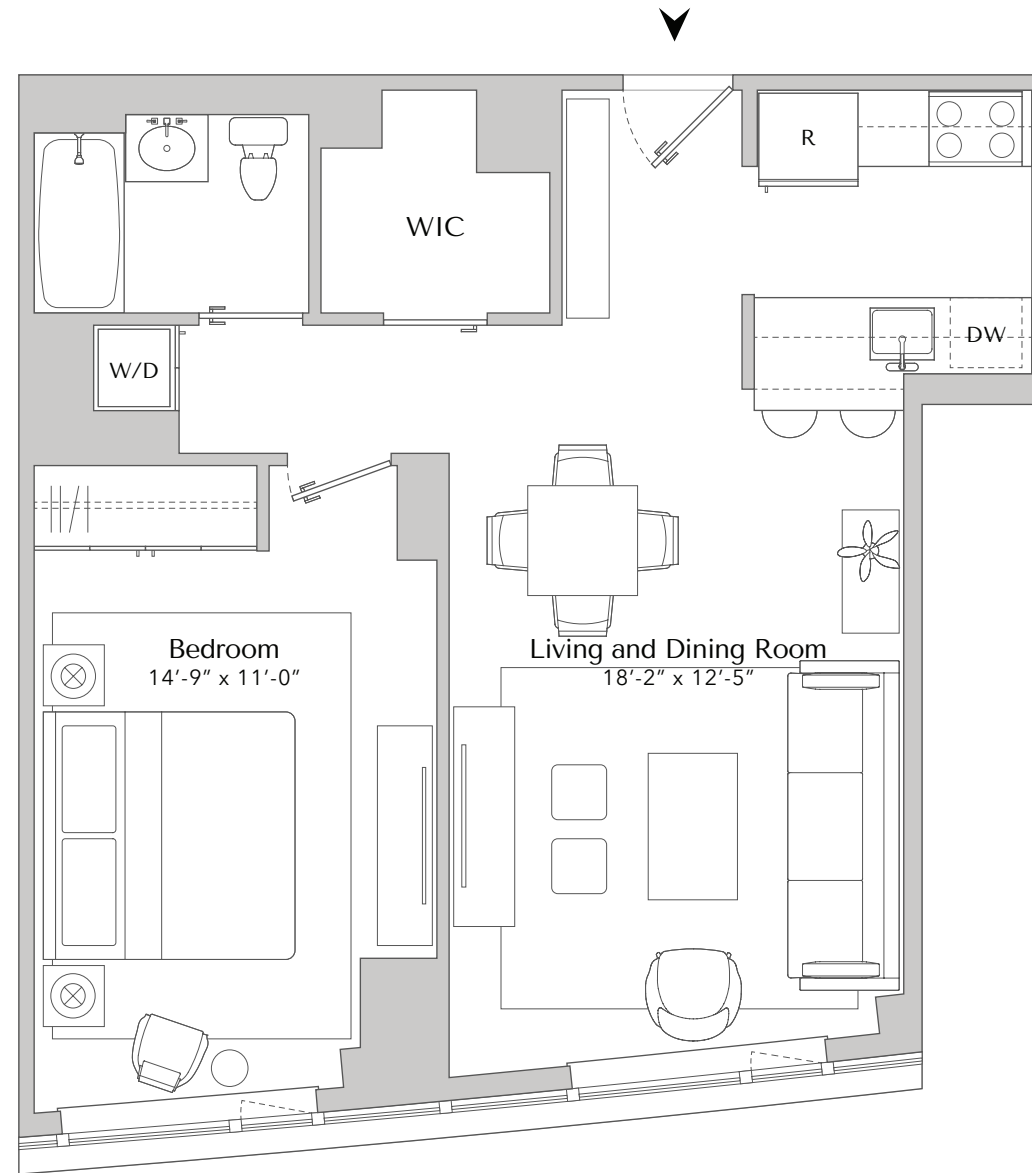 R
WIC
DW
W/D
Bedroom
14’-9” x 11’-0”
Living and Dining Room
18’-2” x 12’-5”